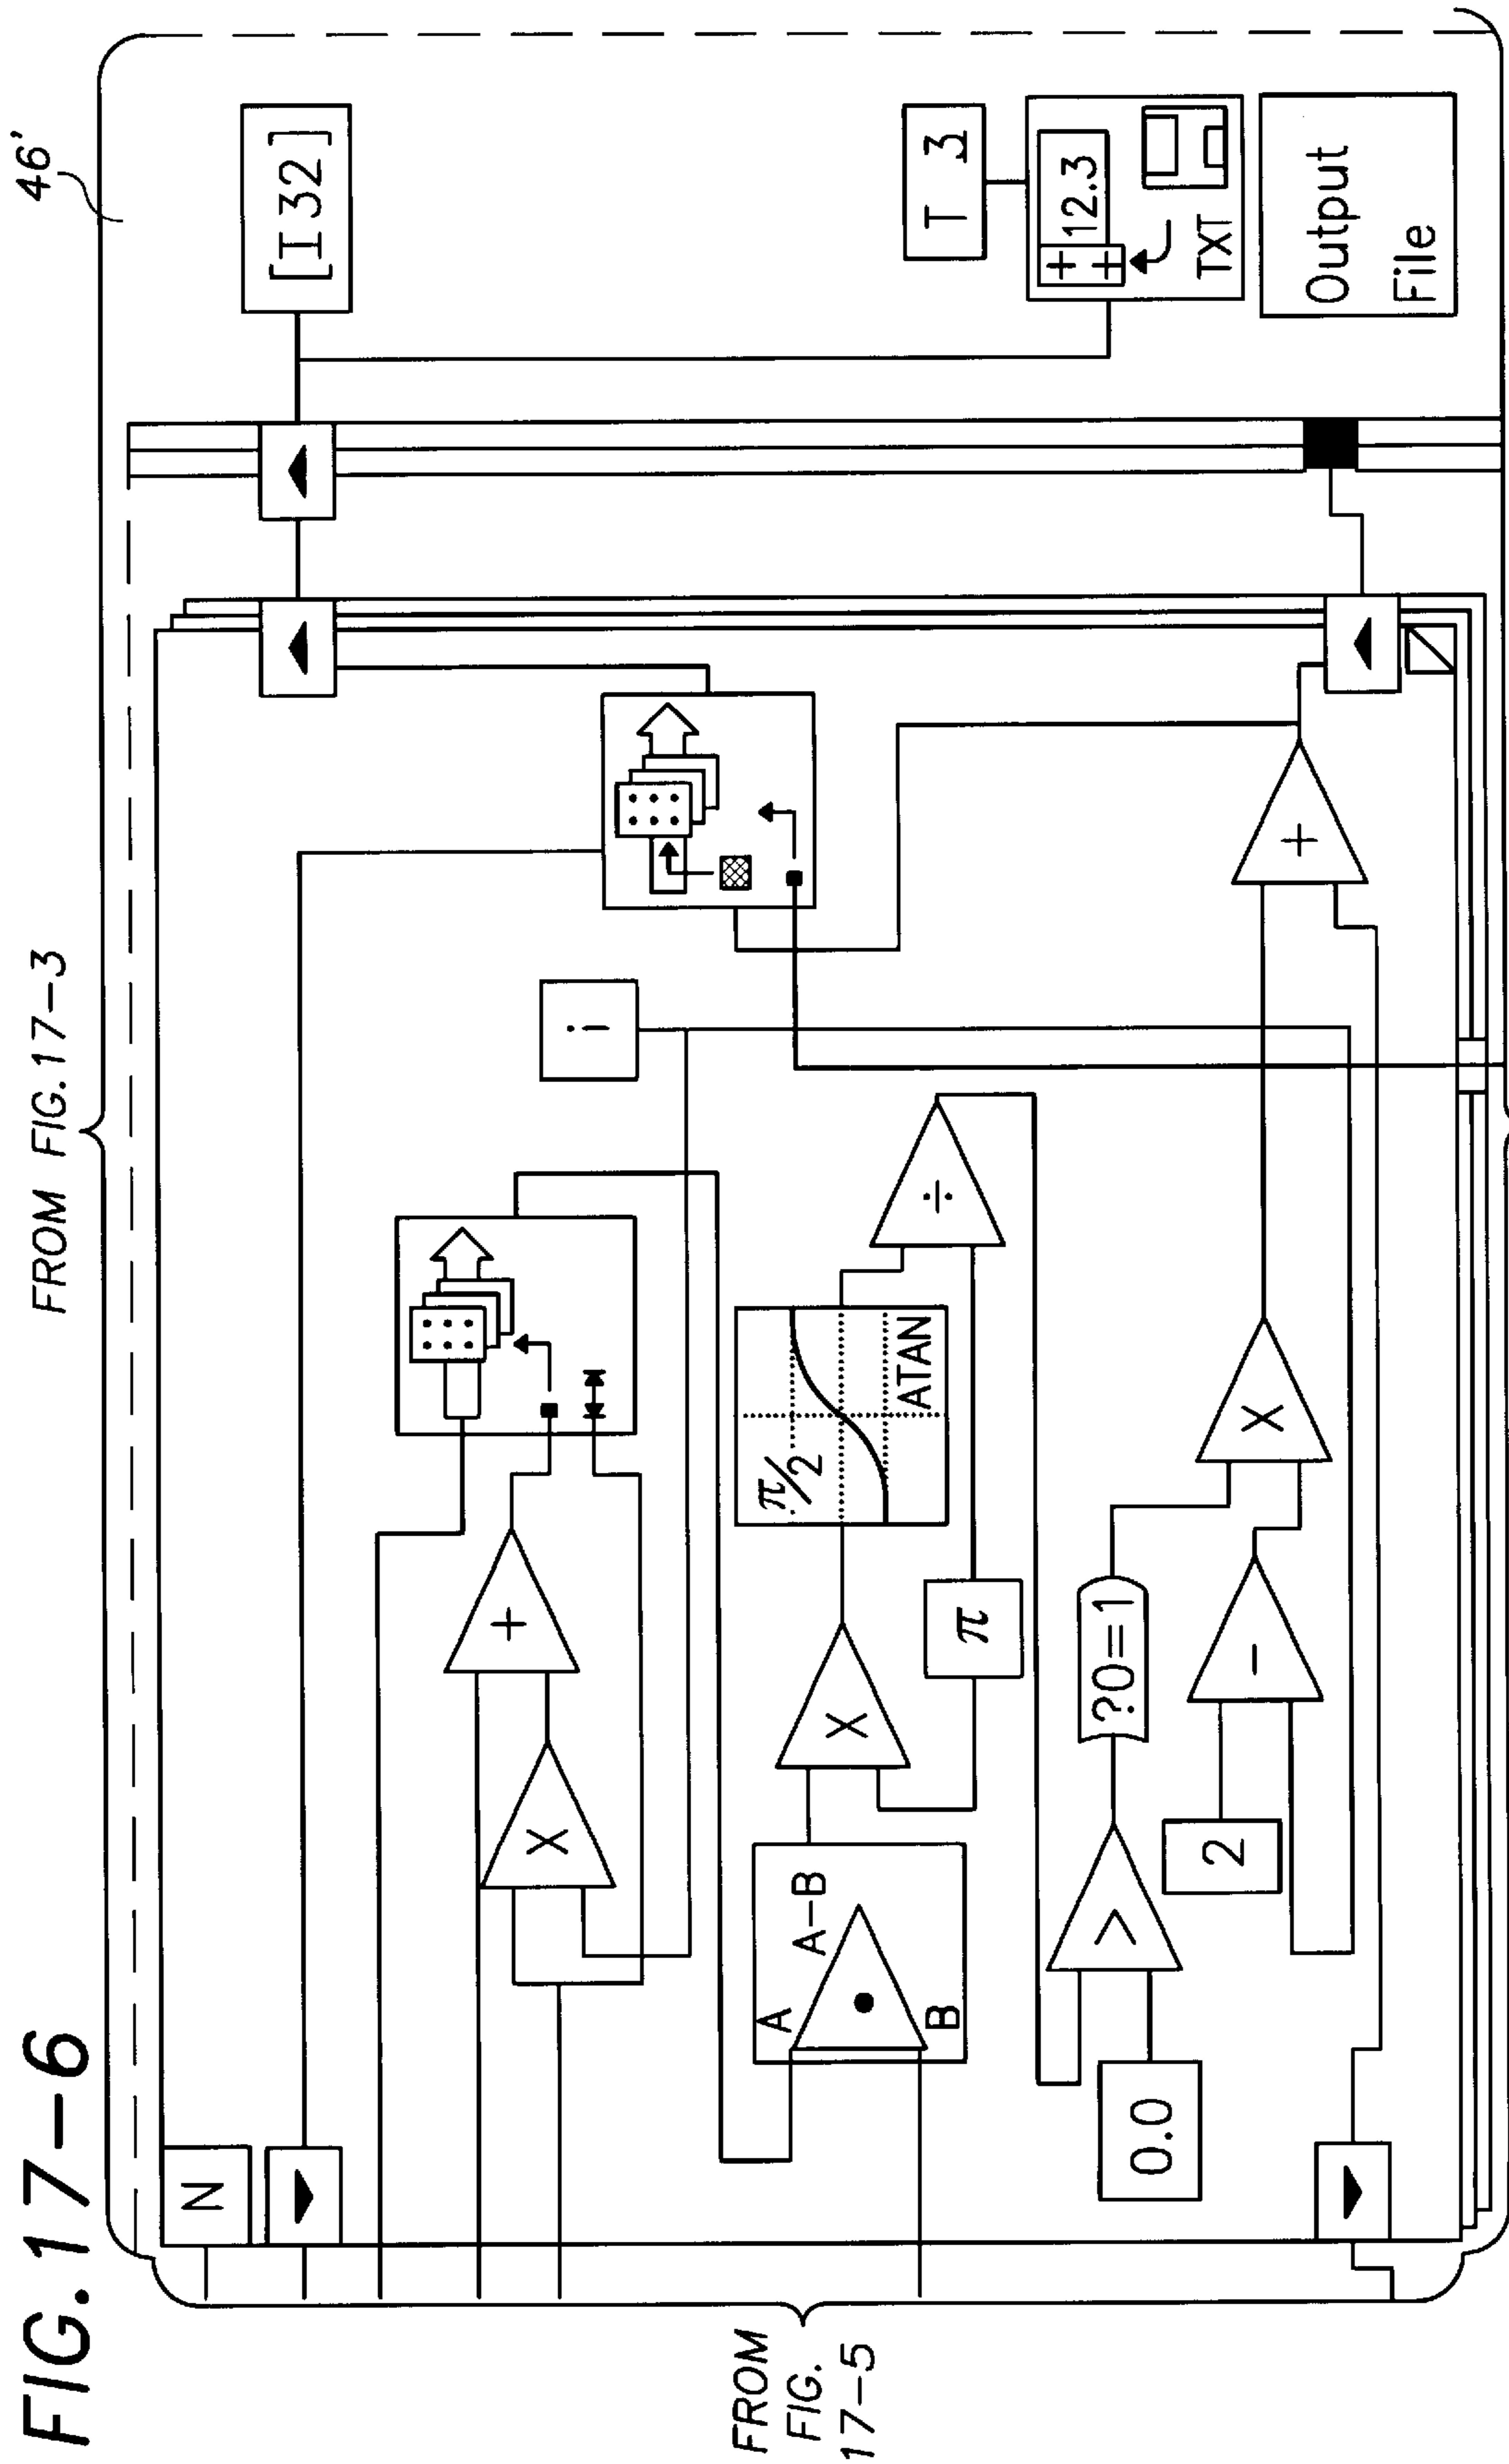 FIG.17-6
FROM FIG.17-3
46'
N
[I32]
i
+
X
T 3
12.3
TXT
Output
File
π/2
ATAN
÷
X
π
A
A-B
B
FROM
FIG.
17-5
?0=1
>
0.0
2
-
X
+